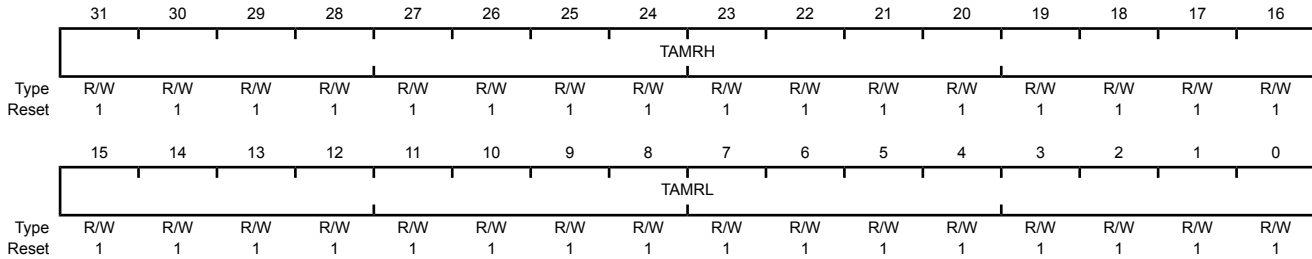 31 30 29 28 27 26 25 24 23 22 21 20 19 18 17 16
TAMRH
Type R/W R/W R/W R/W R/W R/W R/W R/W R/W R/W R/W R/W R/W R/W R/W R/W
Reset 1 1 1 1 1 1 1 1 1 1 1 1 1 1 1 1
15 14 13 12 11 10 9 8 7 6 5 4 3 2 1 0
TAMRL
Type R/W R/W R/W R/W R/W R/W R/W R/W R/W R/W R/W R/W R/W R/W R/W R/W
Reset 1 1 1 1 1 1 1 1 1 1 1 1 1 1 1 1